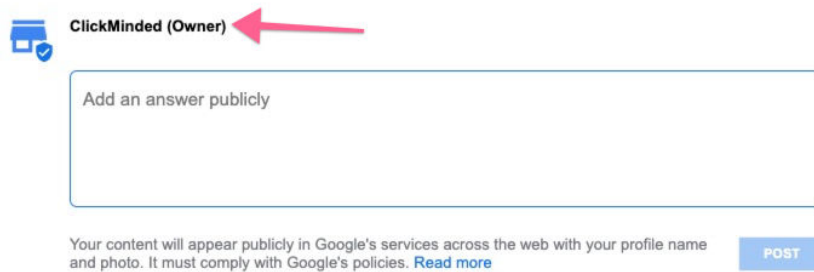 ClickMinded (Owner)
Add an answer publicly
Your content will appear publicly in Google's services across the web with your profile name
and photo. It must comply with Google's policies. Read more
POST